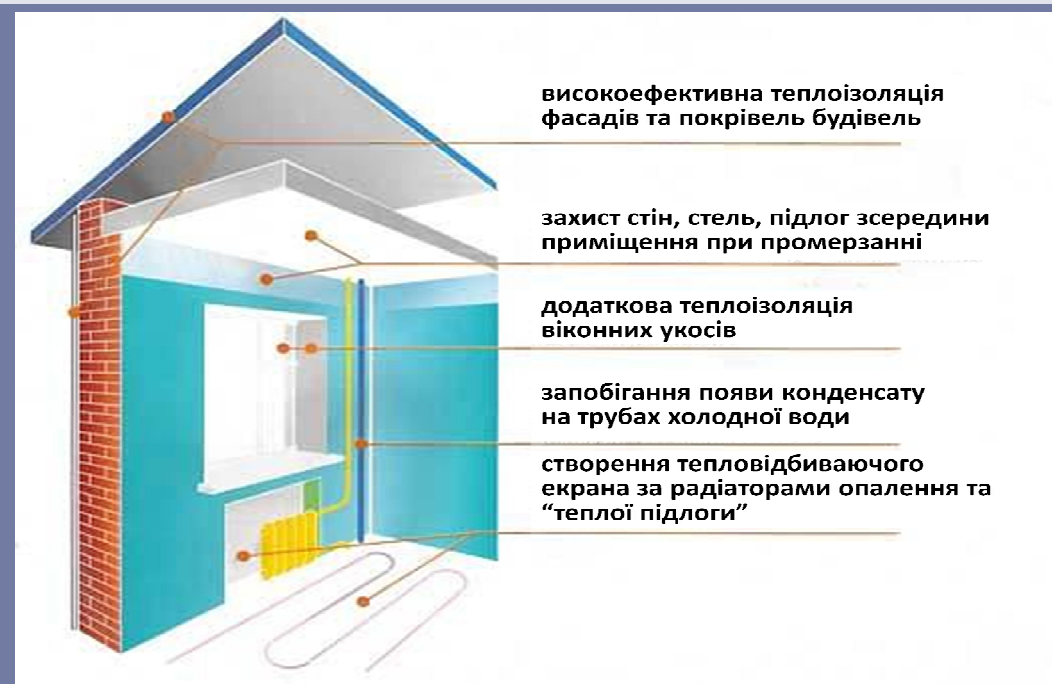 високоефективна теплоізоляція
фасадів та покрівель будівель
захист стін, стель, підлог зсередини
приміщення при промерзанні
додаткова теплоізоляція
віконних укосів
запобігання появи конденсату
на трубах холодної води
створення тепловідбиваючого
екрана за радіаторами опалення та
“теплої підлоги”